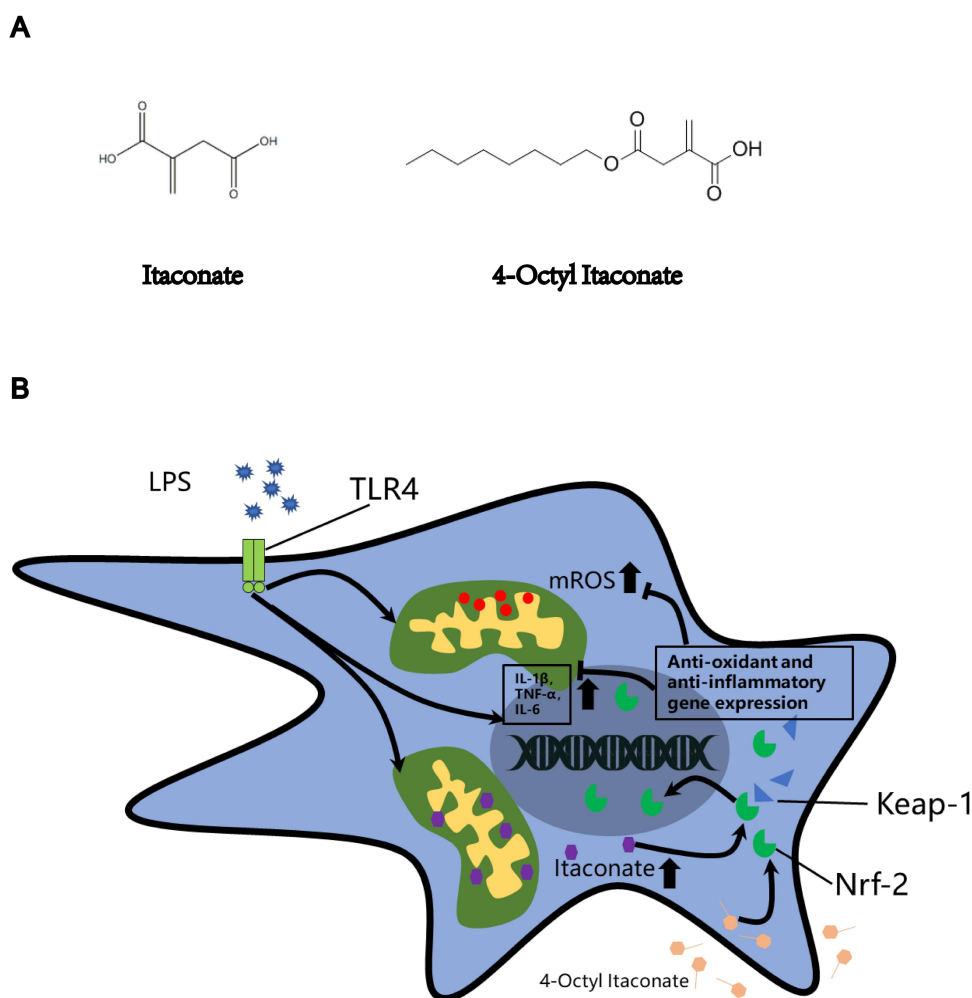 A
O
HO
OH
O
O
O
OH
O
Itaconate
4-Octyl Itaconate
B
LPS
TLR4
mROS
IL-1β,
TNF-α,
IL-6
Anti-oxidant and
anti-inflammatory
gene expression
Keap-1
Itaconate
Nrf-2
4-Octyl Itaconate